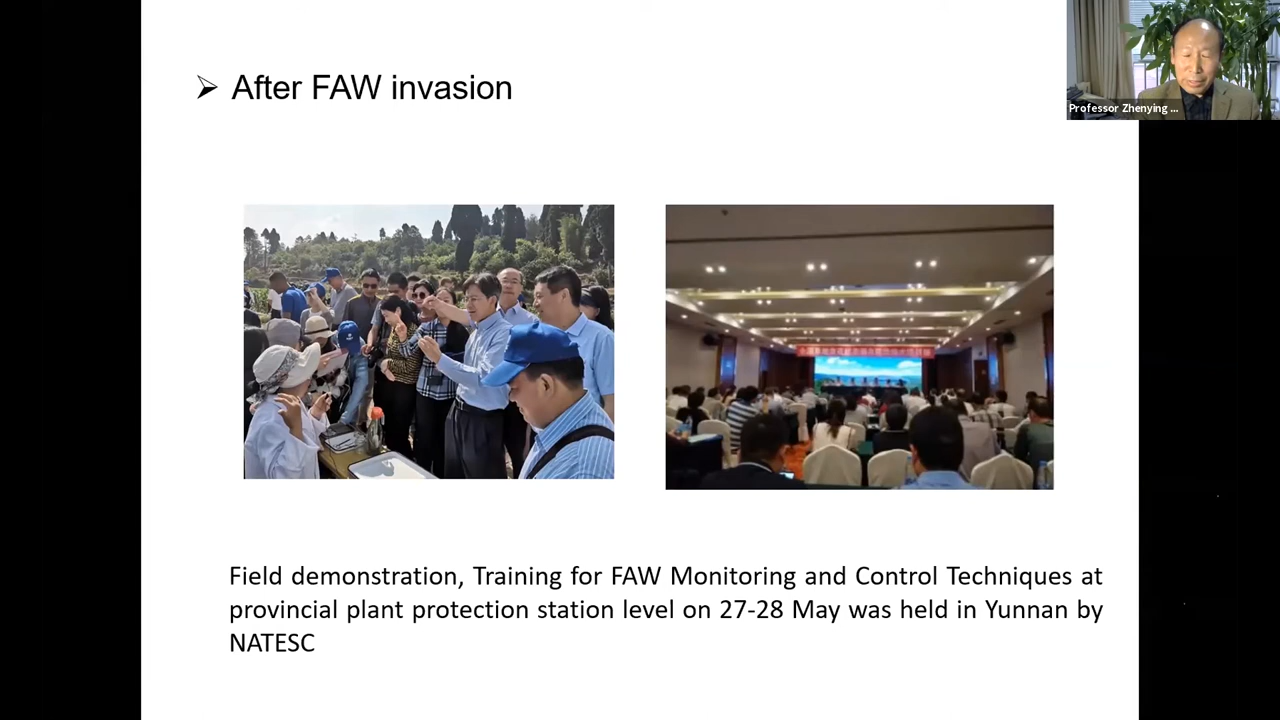 After FAW invasion
Professor Zhenying ...
Field demonstration, Training for FAW Monitoring and Control Techniques at
provincial plant protection station level on 27-28 May was held in Yunnan by
NATESC